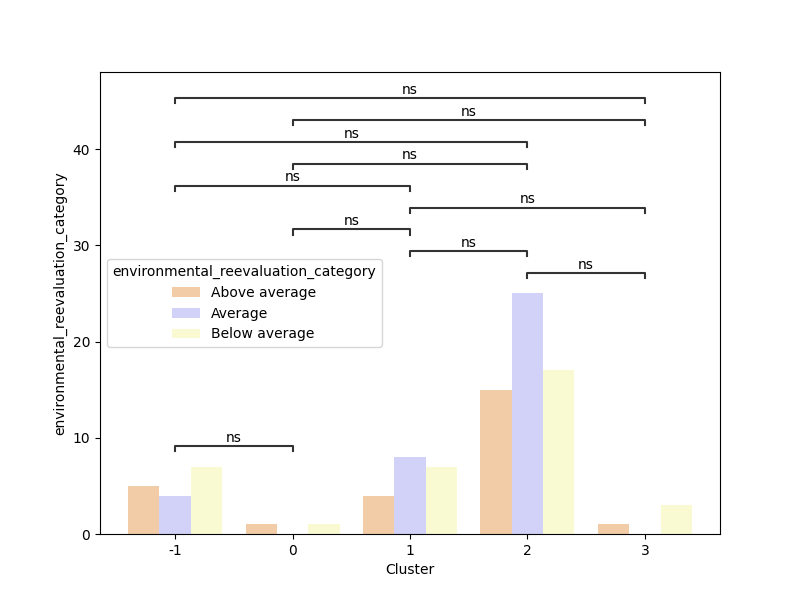 ns
ns
ns
ns
ns
ns
ns
ns
ns
environmental_reevaluation_category
Above average
Average
Below average
ns
0
10
20
30
40
environmental_reevaluation_category
-1
0
1
2
3
Cluster